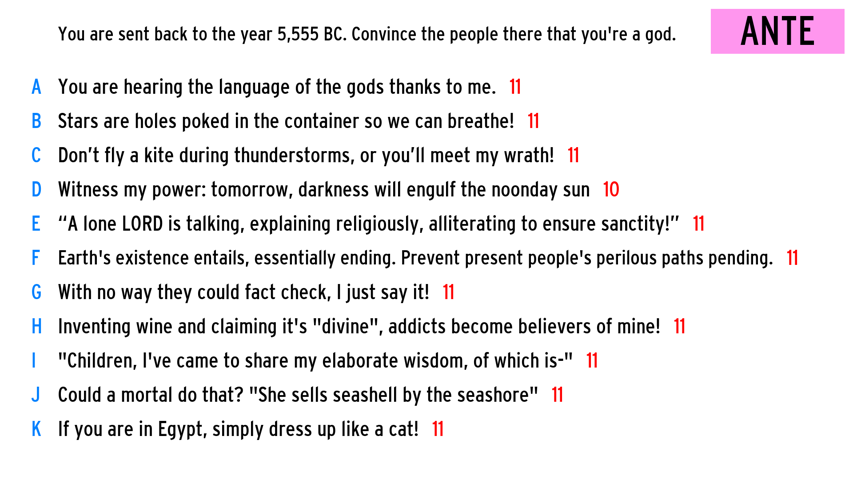 You are sent back to the year 5,555 BC. Convince the people there that you're a god.
ANTE
A You are hearing the language of the gods thanks to me. 11
B Stars are holes poked in the container so we can breathe! 11
C Don’t fly a kite during thunderstorms, or you’ll meet my wrath! 11
D Witness my power: tomorrow, darkness will engulf the noonday sun 10
E “A lone LORD is talking, explaining religiously, alliterating to ensure sanctity!” 11
F Earth's existence entails, essentially ending. Prevent present people's perilous paths pending. 11
G With no way they could fact check, I just say it! 11
H Inventing wine and claiming it's "divine", addicts become believers of mine! 11
I "Children, I've came to share my elaborate wisdom, of which is-" 11
J Could a mortal do that? "She sells seashell by the seashore" 11
K If you are in Egypt, simply dress up like a cat! 11